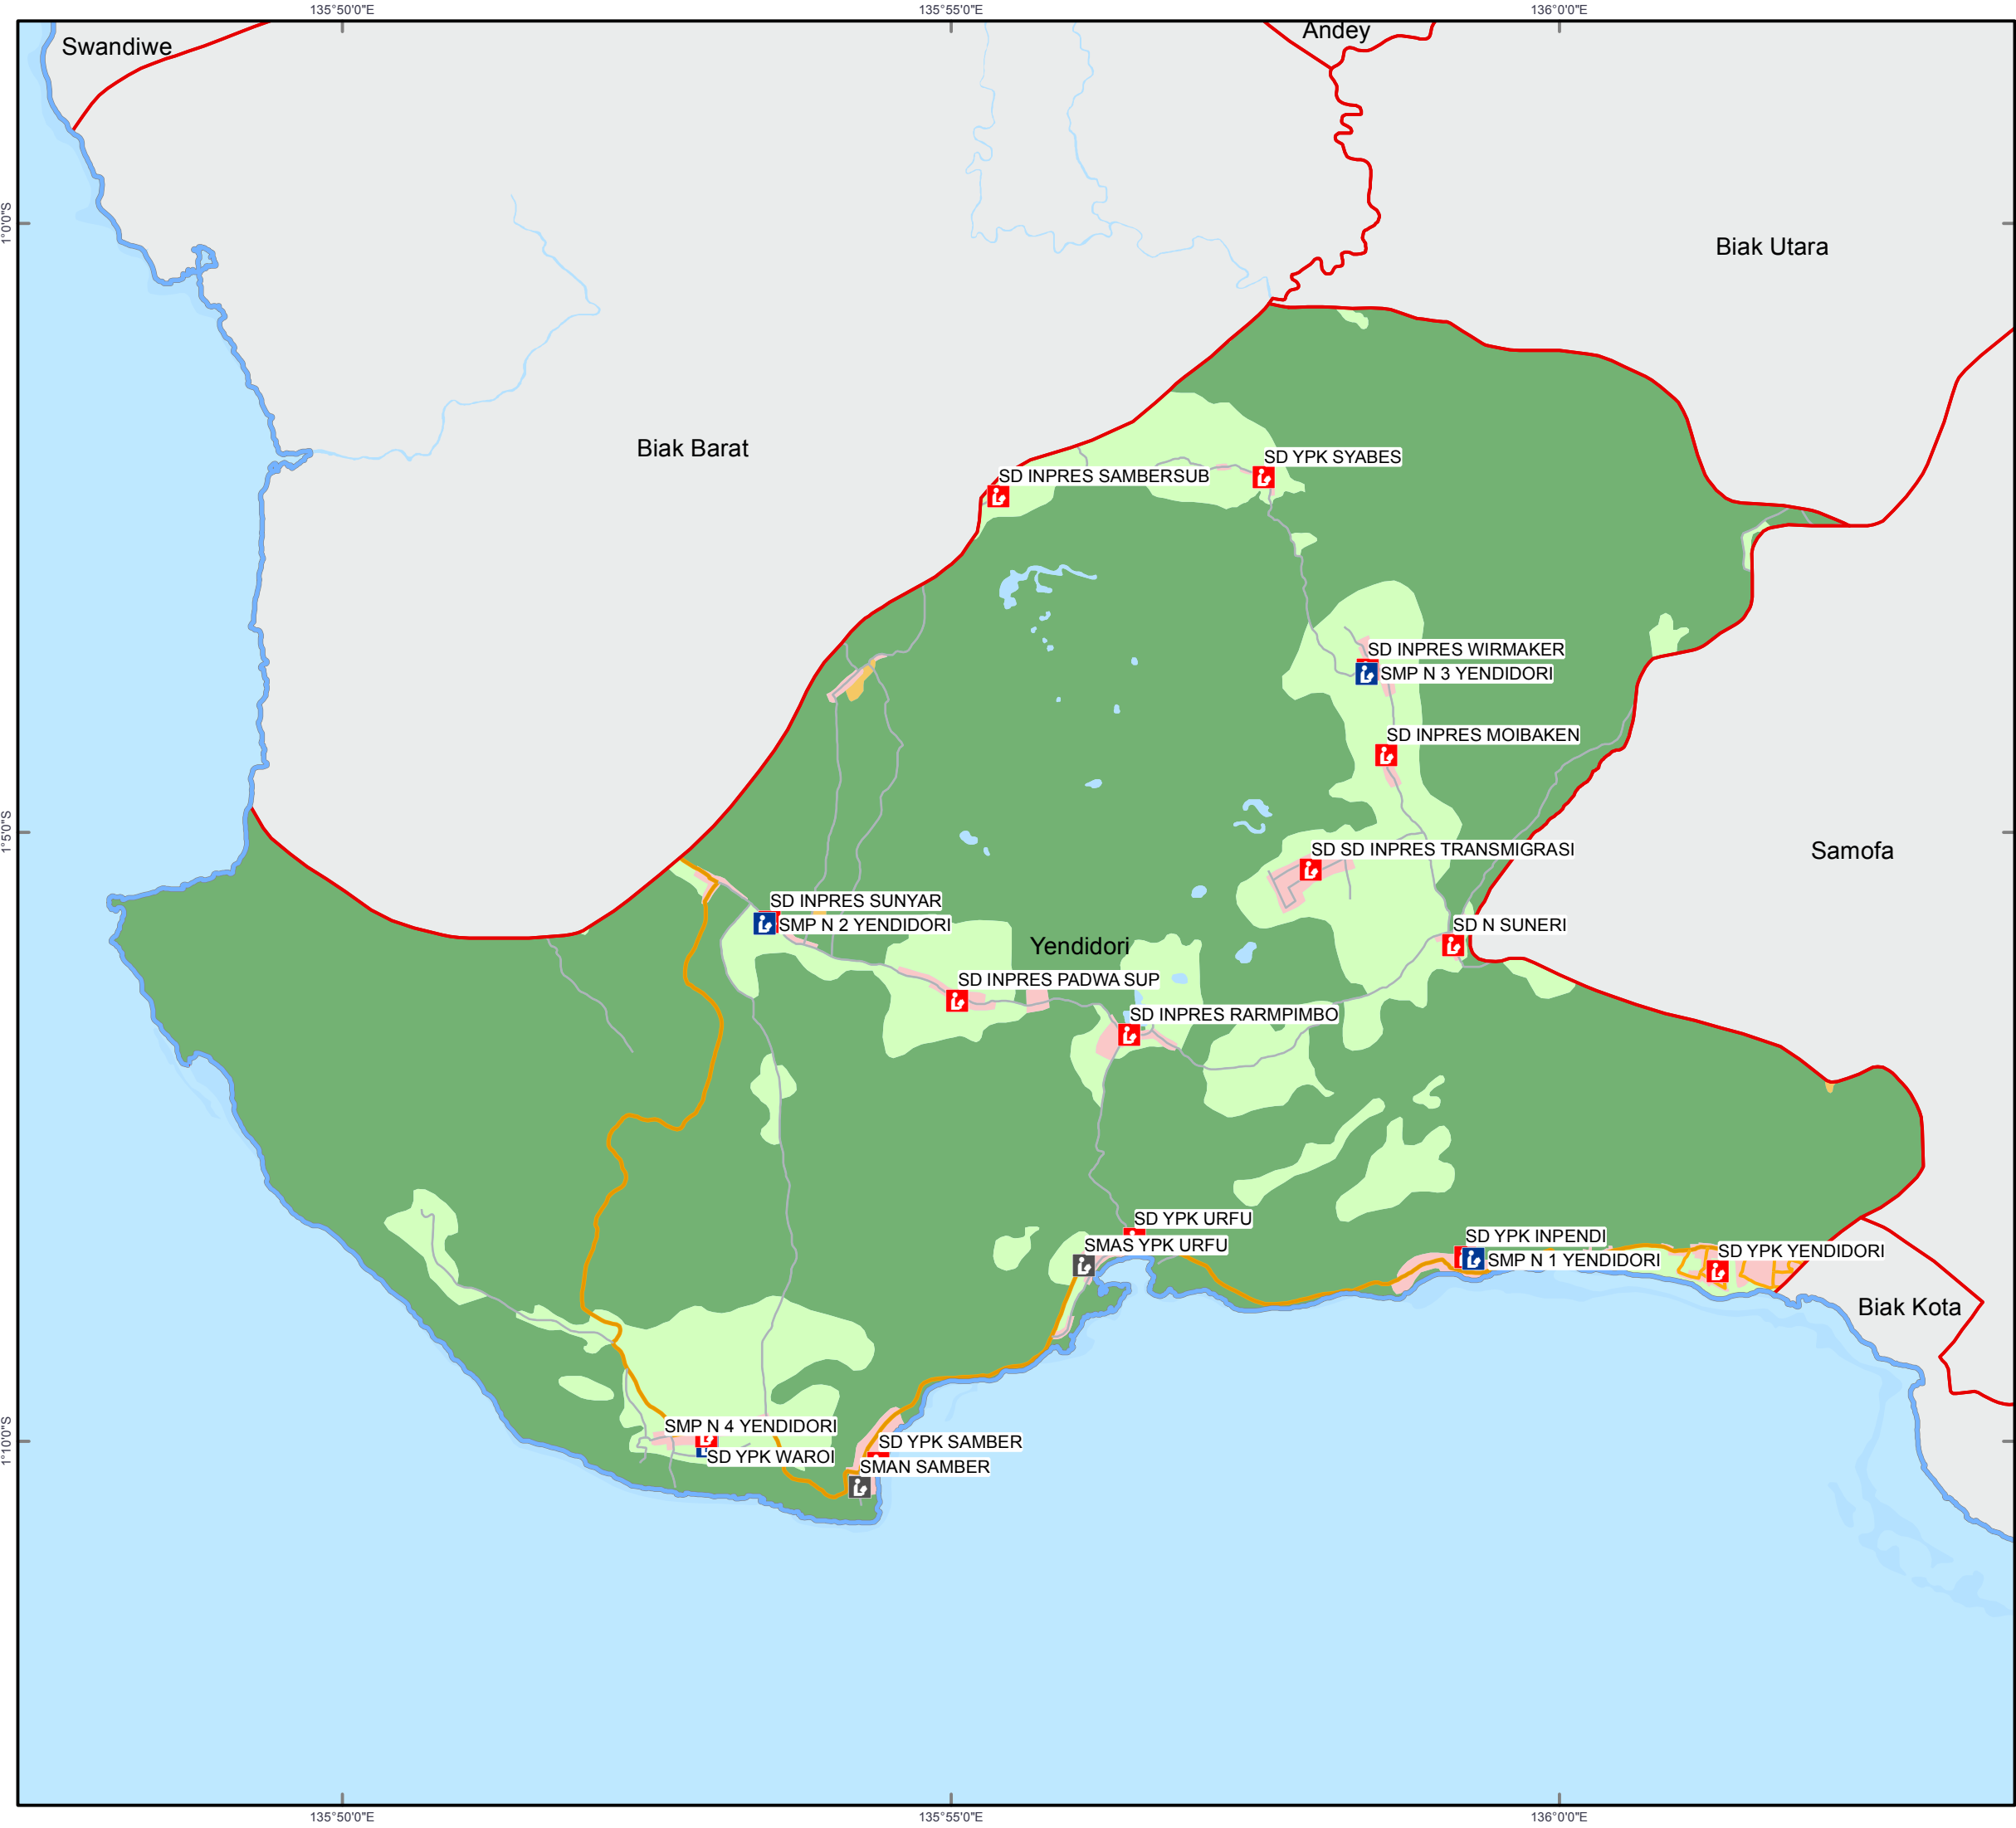 135°50'0"E
135°55'0"E
136°0'0"E
Swandiwe
Andey
1°0'0"S
Biak Utara
Biak Barat
SD YPK SYABES
SD INPRES SAMBERSUB
SD INPRES WIRMAKER
SMP N 3 YENDIDORI
SD INPRES MOIBAKEN
1°5'0"S
SD SD INPRES TRANSMIGRASI
Samofa
SD INPRES SUNYAR
SMP N 2 YENDIDORI
SD N SUNERI
Yendidori
SD INPRES PADWA SUP
SD INPRES RARMPIMBO
SD YPK URFU
SMAS YPK URFU
SD YPK INPENDI
SMP N 1 YENDIDORI
SD YPK YENDIDORI
Biak Kota
SMP N 4 YENDIDORI
SD YPK WAROI
SD YPK SAMBER
SMAN SAMBER
1°10'0"S
135°50'0"E
135°55'0"E
136°0'0"E